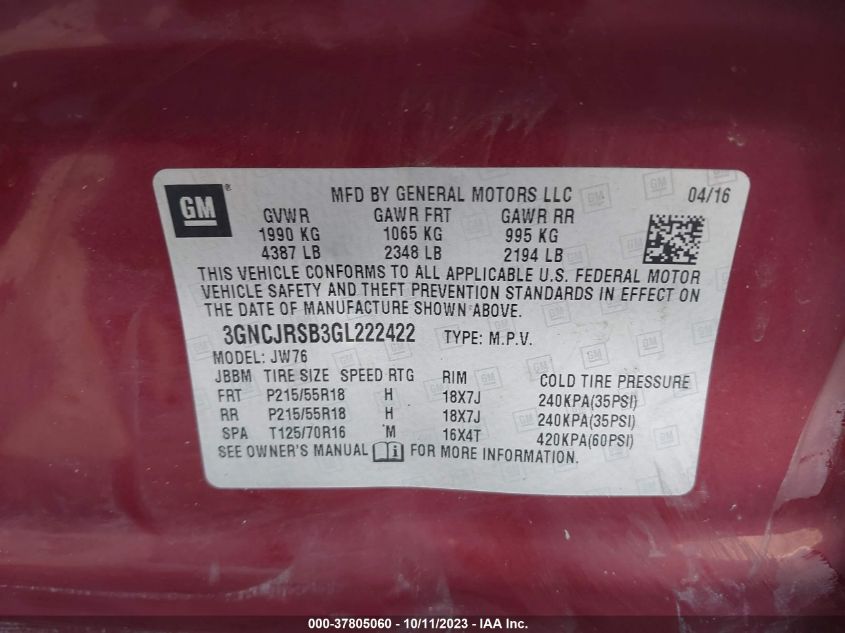 GM ® MFD BY GENERAL MOTORS LLC 04/16
GVWR GAWR FRT GAWR RR
1990 KG 1065 KG 995 KG
4387 LB 2348 LB 2194 LB
THIS VEHICLE CONFORMS TO ALL APPLICABLE U.S. FEDERAL MOTOR
VEHICLE SAFETY AND THEFT PREVENTION STANDARDS IN EFFECT ON
THE DATE OF MANUFACTURE SHOWN ABOVE.
3GNCJRSB3GL222422 TYPE: M.P.V.
MODEL: JW76
JBBM TIRE SIZE SPEED RTG RIM COLD TIRE PRESSURE
FRT P215/55R18 H 18X7J 240KPA(35PSI)
RR P215/55R18 H 18X7J 240KPA(35PSI)
SPA T125/70R16 M 16X4T 420KPA(60PSI)
SEE OWNER'S MANUAL i FOR MORE INFORMATION.
000-37805060 - 10/11/2023 - IAA Inc.